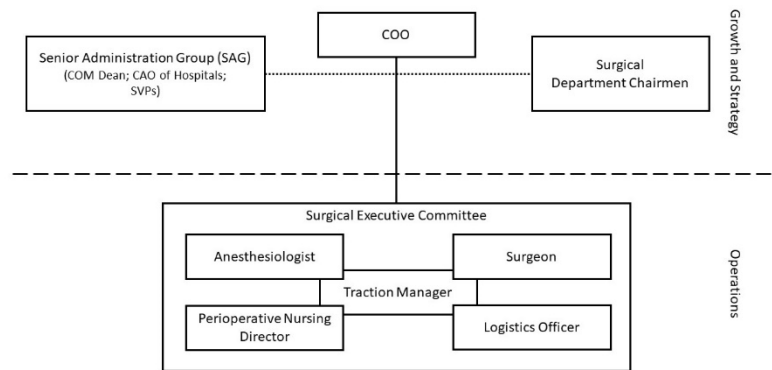 COO
Senior Administration Group (SAG)
(COM Dean; CAO of Hospitals;
SVPs)
Surgical
Department Chairmen
Growth and Strategy
Surgical Executive Committee
Anesthesiologist
Surgeon
Traction Manager
Perioperative Nursing
Director
Logistics Officer
Operations